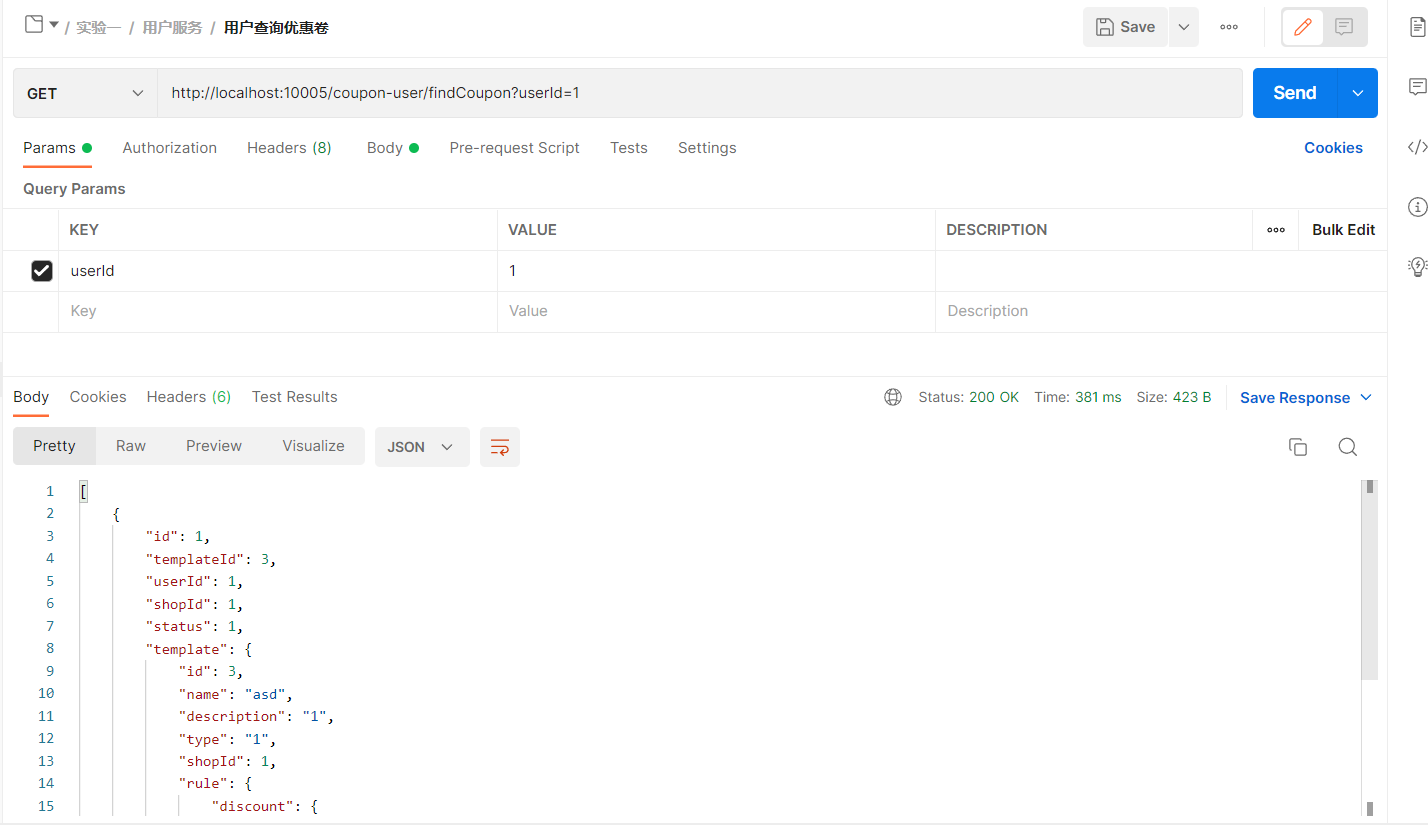 / 实验一 / 用户服务 / 用户查询优惠卷
Save
GET
http://localhost:10005/coupon-user/findCoupon?userId=1
Send
Params Authorization Headers (8) Body Pre-request Script Tests Settings Cookies
Query Params
KEY VALUE DESCRIPTION Bulk Edit
userId 1
Key Value Description
Body Cookies Headers (6) Test Results Status: 200 OK Time: 381 ms Size: 423 B Save Response
Pretty Raw Preview Visualize JSON
1 [
2 {
3 "id": 1,
4 "templateId": 3,
5 "userId": 1,
6 "shopId": 1,
7 "status": 1,
8 "template": {
9 "id": 3,
10 "name": "asd",
11 "description": "1",
12 "type": "1",
13 "shopId": 1,
14 "rule": {
15 "discount": {